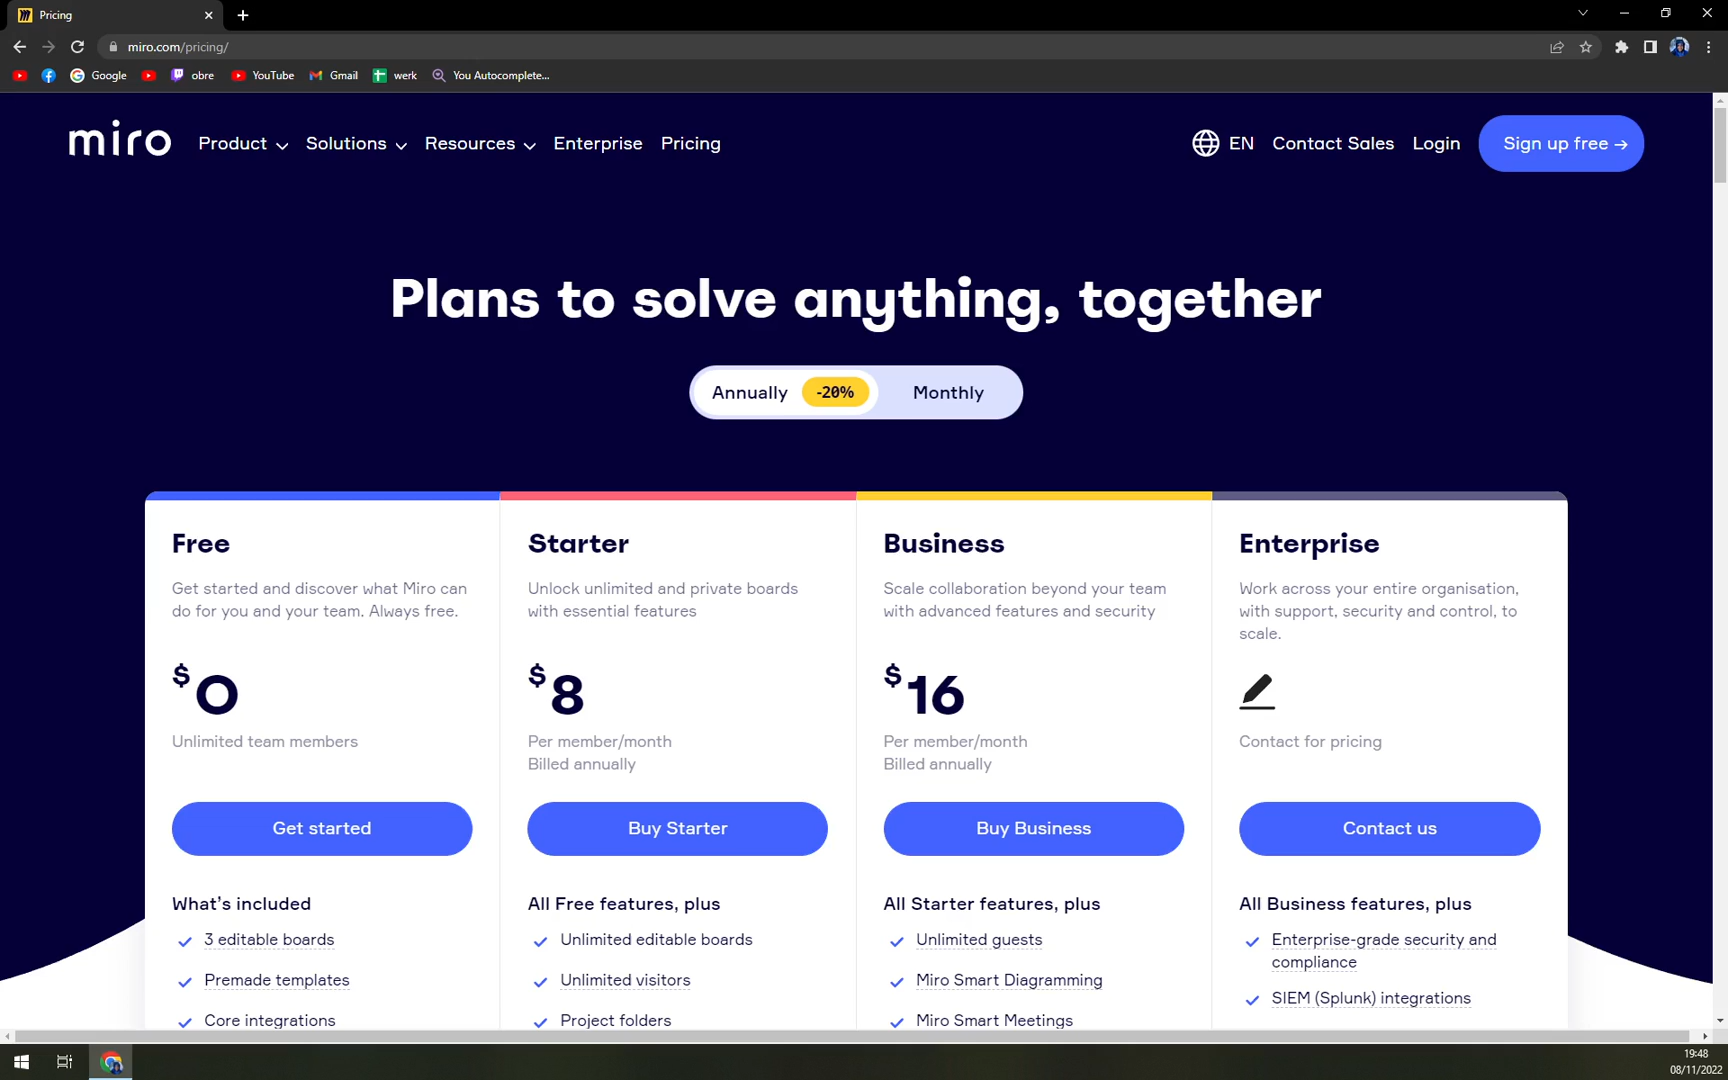 Pricing
miro.com/pricing/
Google
obre
YouTube
Gmail
werk
You Autocomplete...
miro
Product
Solutions
Resources
Enterprise
Pricing
EN
Contact Sales
Login
Sign up free →
Plans to solve anything, together
Annually
-20%
Monthly
Free
Get started and discover what Miro can
do for you and your team. Always free.
$0
Unlimited team members
Get started
What's included
3 editable boards
Premade templates
Core integrations
Starter
Unlock unlimited and private boards
with essential features
$8
Per member/month
Billed annually
Buy Starter
All Free features, plus
Unlimited editable boards
Unlimited visitors
Project folders
Business
Scale collaboration beyond your team
with advanced features and security
$16
Per member/month
Billed annually
Buy Business
All Starter features, plus
Unlimited guests
Miro Smart Diagramming
Miro Smart Meetings
Enterprise
Work across your entire organisation,
with support, security and control, to
scale.
Contact for pricing
Contact us
All Business features, plus
Enterprise-grade security and
compliance
SIEM (Splunk) integrations
19:48
08/11/2022